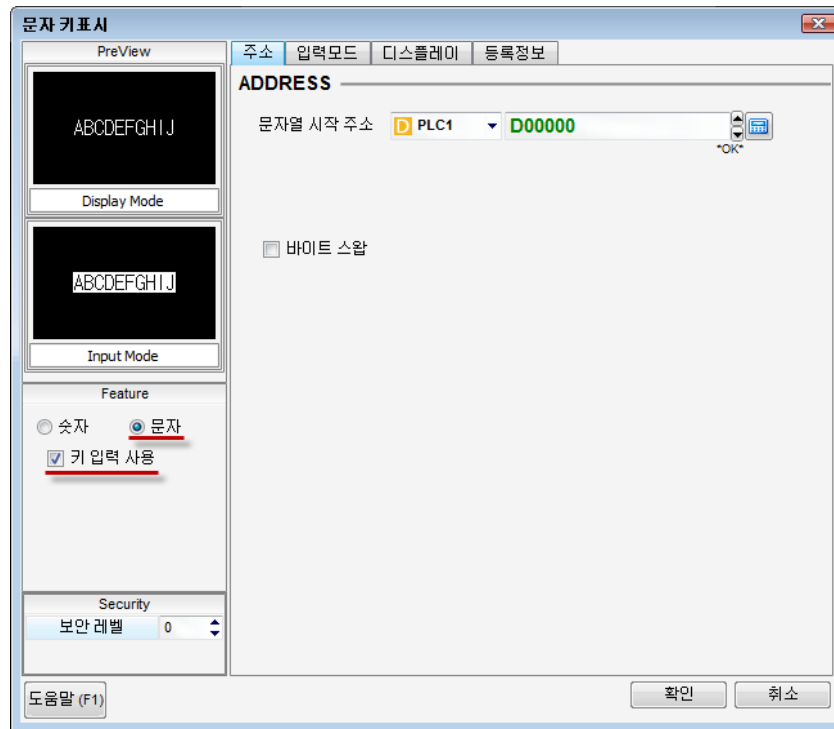 문자 키표시
PreView
ABCDEFGHIJ
Display Mode
ABCDEFGHIJ
Input Mode
Feature
숫자 문자
키 입력 사용
Security
보안 레벨 0
주소 입력모드 디스플레이 등록정보
ADDRESS
문자열 시작 주소 D PLC1 D00000
*OK*
바이트 스왑
도움말 (F1) 확인 취소